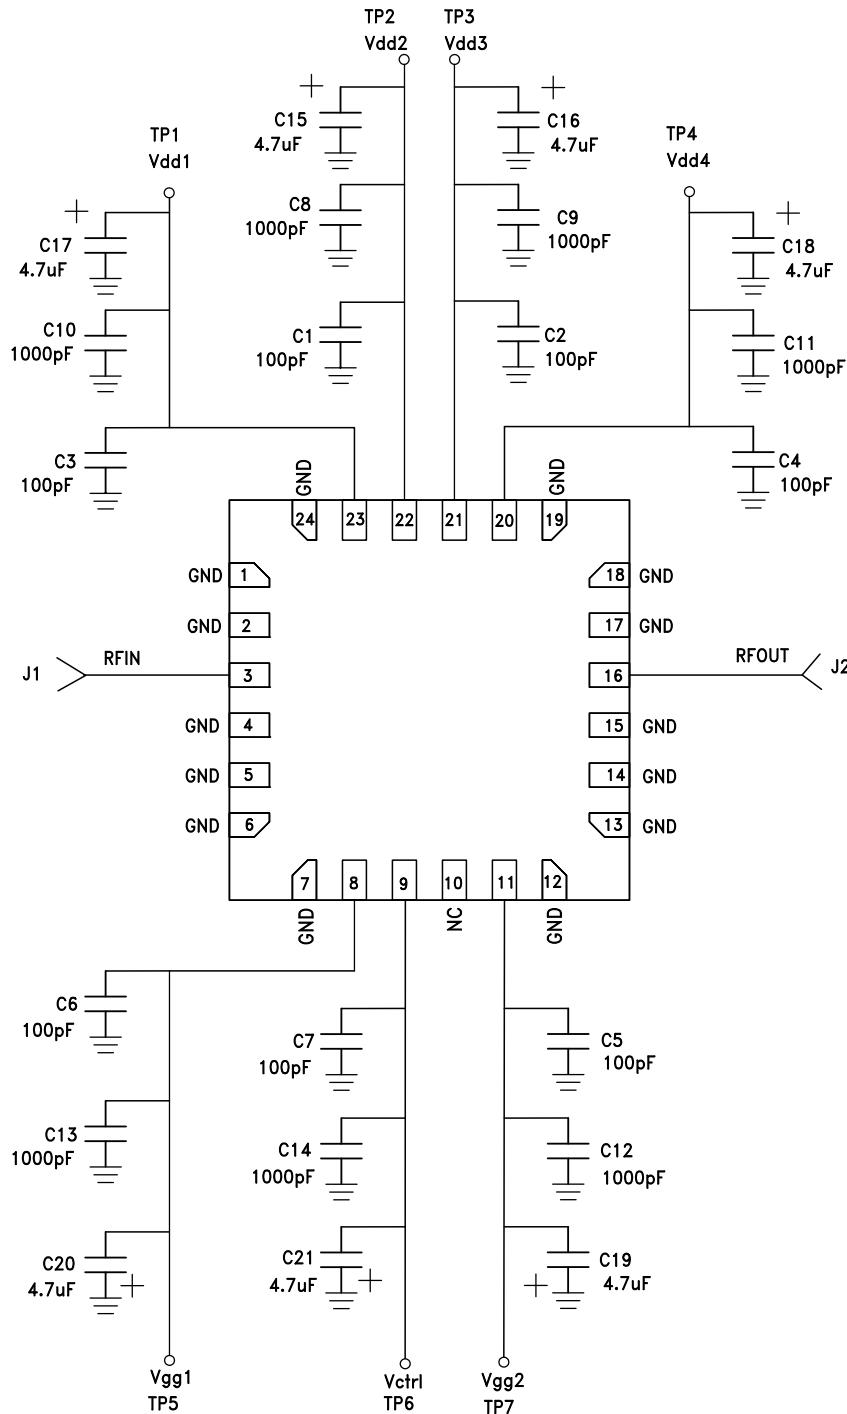 TP2
Vdd2
TP3
Vdd3
+
C15
4.7uF
+
C16
4.7uF
TP1
Vdd1
TP4
Vdd4
C8
1000pF
C9
1000pF
+
C17
4.7uF
+
C18
4.7uF
C10
1000pF
C1
100pF
C2
100pF
C11
1000pF
C3
100pF
C4
100pF
GND
24
23
22
21
20
GND
19
GND 1
18 GND
GND 2
17 GND
J1
RFIN
3
16
RFOUT
J2
GND 4
15 GND
GND 5
14 GND
GND 6
13 GND
7
GND
8
9
10
NC
11
12
GND
C6
100pF
C7
100pF
C5
100pF
C13
1000pF
C14
1000pF
C12
1000pF
C20
4.7uF
+
C21
4.7uF
+
C19
4.7uF
+
Vgg1
TP5
Vctrl
TP6
Vgg2
TP7